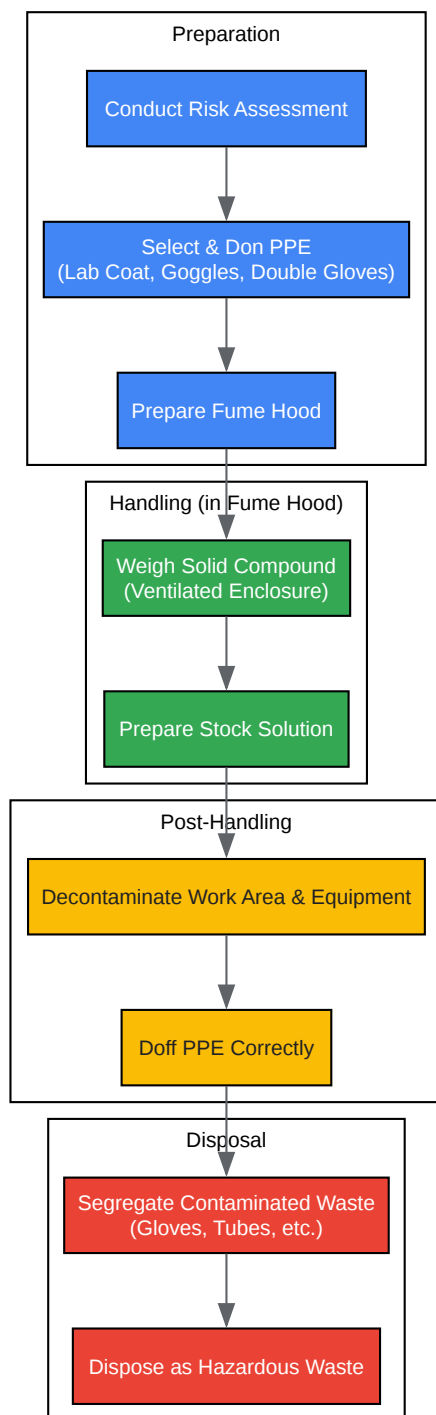 Preparation
Conduct Risk Assessment
Select & Don PPE
(Lab Coat, Goggles, Double Gloves)
Prepare Fume Hood
Handling (in Fume Hood)
Weigh Solid Compound
(Ventilated Enclosure)
Prepare Stock Solution
Post-Handling
Decontaminate Work Area & Equipment
Doff PPE Correctly
Disposal
Segregate Contaminated Waste
(Gloves, Tubes, etc.)
Dispose as Hazardous Waste